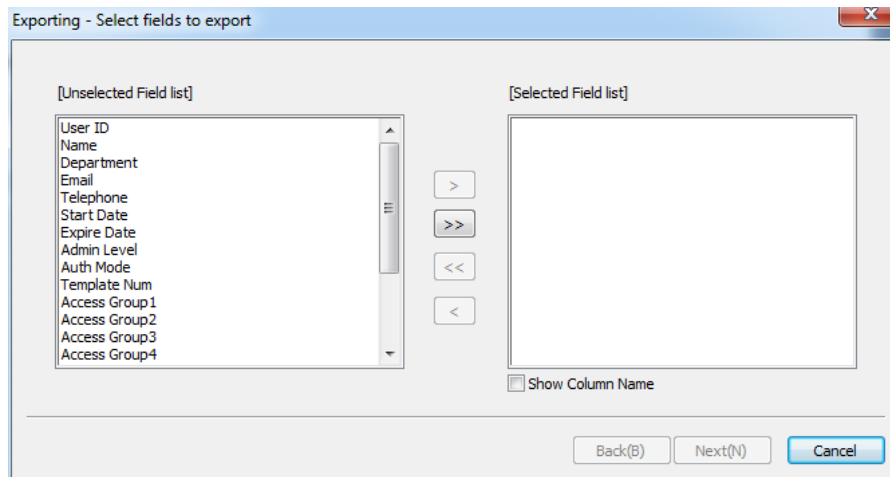 Exporting - Select fields to export
X
[Unselected Field list]
User ID
Name
Department
Email
Telephone
Start Date
Expire Date
Admin Level
Auth Mode
Template Num
Access Group1
Access Group2
Access Group3
Access Group4
>
>>
<<
<
[Selected Field list]
Show Column Name
Back(B) Next(N) Cancel